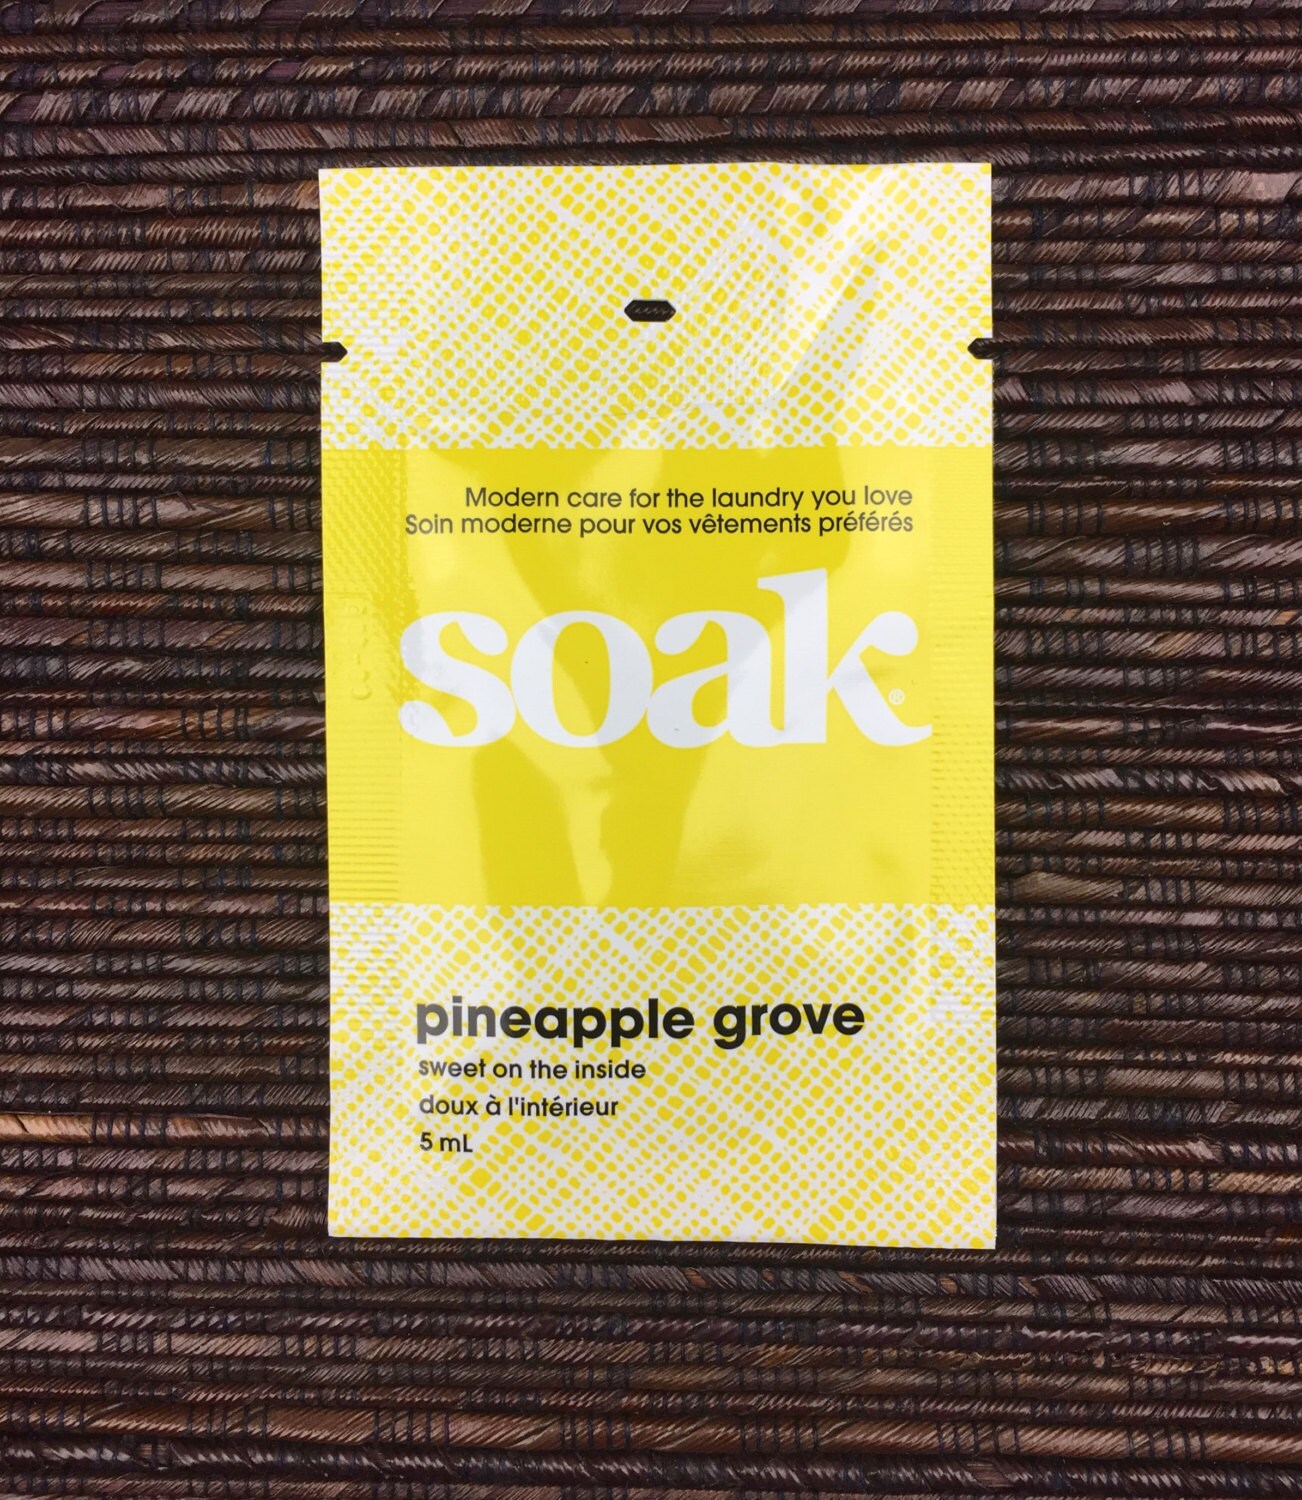 Modern care for the laundry you love
Soin moderne pour vos vêtements préférés
soak®
pineapple grove
sweet on the inside
doux à l'intérieur
5 mL